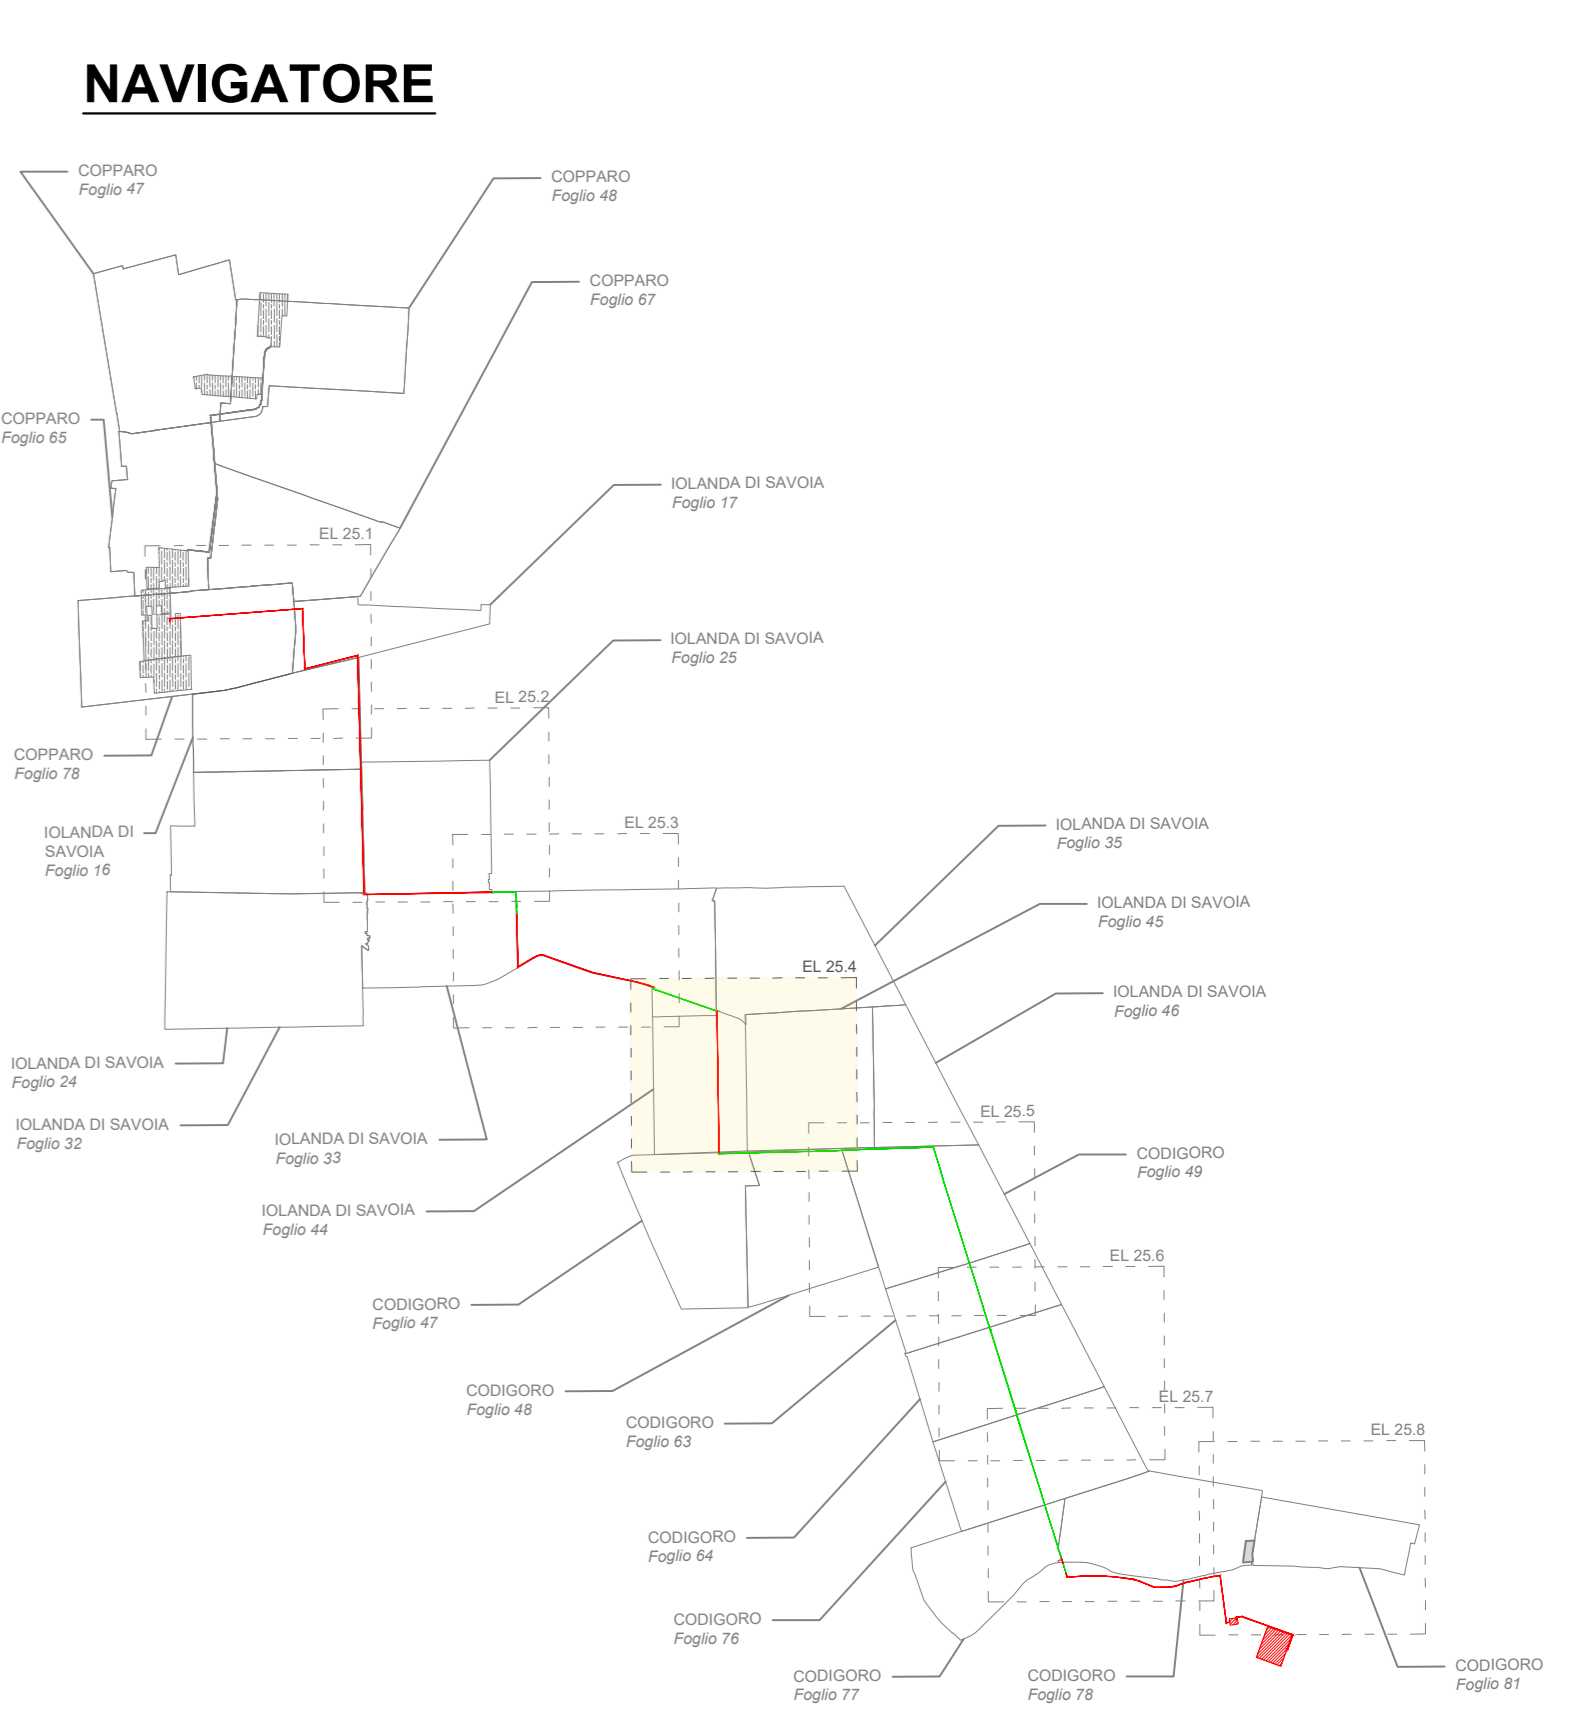 NAVIGATORE
COPPARO
Foglio 47
COPPARO
Foglio 48
COPPARO
Foglio 67
COPPARO
Foglio 65
IOLANDA DI SAVOIA
Foglio 17
EL 25.1
IOLANDA DI SAVOIA
Foglio 25
EL 25.2
COPPARO
Foglio 78
IOLANDA DI
SAVOIA
Foglio 16
EL 25.3
IOLANDA DI SAVOIA
Foglio 35
IOLANDA DI SAVOIA
Foglio 45
EL 25.4
IOLANDA DI SAVOIA
Foglio 46
IOLANDA DI SAVOIA
Foglio 24
IOLANDA DI SAVOIA
Foglio 32
IOLANDA DI SAVOIA
Foglio 33
EL 25.5
CODIGORO
Foglio 49
IOLANDA DI SAVOIA
Foglio 44
EL 25.6
CODIGORO
Foglio 47
CODIGORO
Foglio 48
EL 25.7
CODIGORO
Foglio 63
EL 25.8
CODIGORO
Foglio 64
CODIGORO
Foglio 76
CODIGORO
Foglio 77
CODIGORO
Foglio 78
CODIGORO
Foglio 81